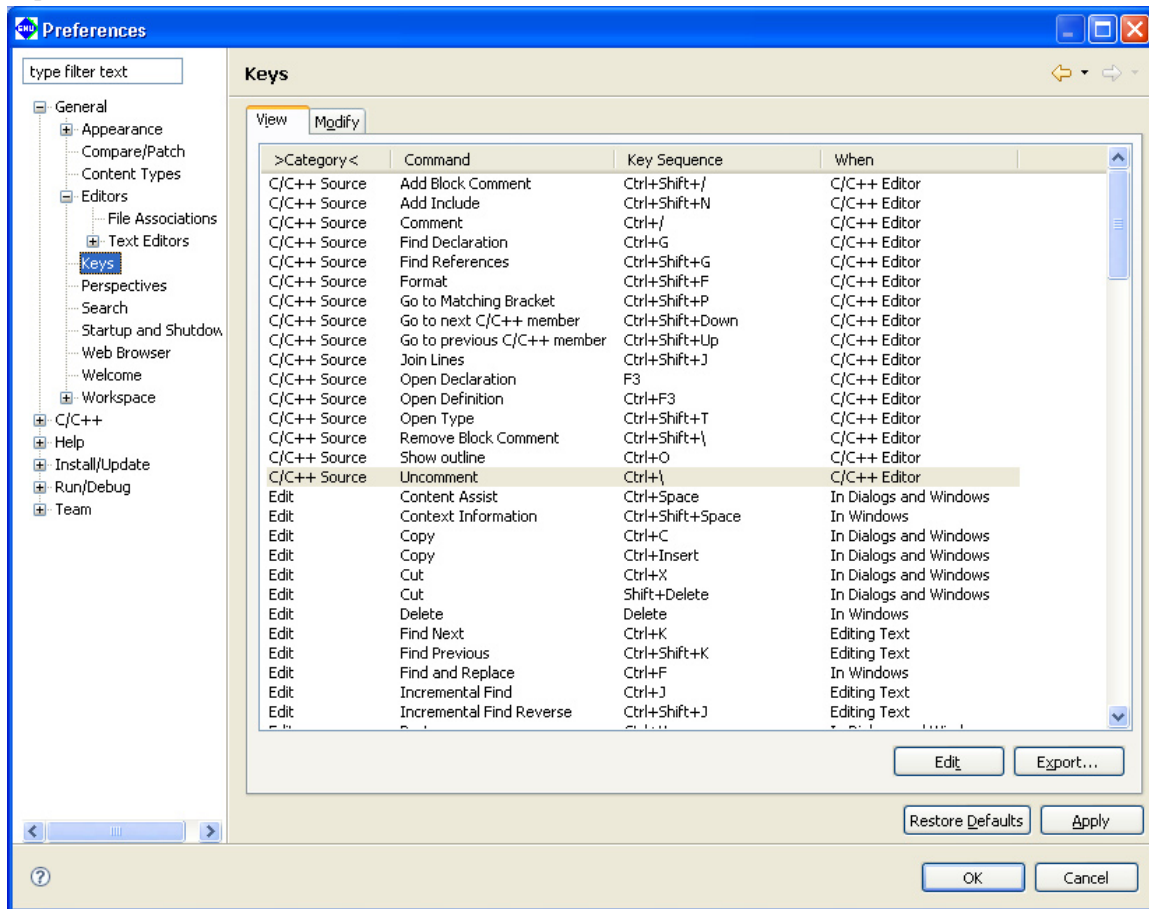 GNU Preferences
type filter text
Keys
General
Appearance
Compare/Patch
Content Types
Editors
File Associations
Text Editors
Keys
Perspectives
Search
Startup and Shutdow
Web Browser
Welcome
Workspace
C/C++
Help
Install/Update
Run/Debug
Team
View Modify
>Category< Command Key Sequence When
C/C++ Source Add Block Comment Ctrl+Shift+/ C/C++ Editor
C/C++ Source Add Include Ctrl+Shift+N C/C++ Editor
C/C++ Source Comment Ctrl+/ C/C++ Editor
C/C++ Source Find Declaration Ctrl+G C/C++ Editor
C/C++ Source Find References Ctrl+Shift+G C/C++ Editor
C/C++ Source Format Ctrl+Shift+F C/C++ Editor
C/C++ Source Go to Matching Bracket Ctrl+Shift+P C/C++ Editor
C/C++ Source Go to next C/C++ member Ctrl+Shift+Down C/C++ Editor
C/C++ Source Go to previous C/C++ member Ctrl+Shift+Up C/C++ Editor
C/C++ Source Join Lines Ctrl+Shift+J C/C++ Editor
C/C++ Source Open Declaration F3 C/C++ Editor
C/C++ Source Open Definition Ctrl+F3 C/C++ Editor
C/C++ Source Open Type Ctrl+Shift+T C/C++ Editor
C/C++ Source Remove Block Comment Ctrl+Shift+\ C/C++ Editor
C/C++ Source Show outline Ctrl+O C/C++ Editor
C/C++ Source Uncomment Ctrl+\ C/C++ Editor
Edit Content Assist Ctrl+Space In Dialogs and Windows
Edit Context Information Ctrl+Shift+Space In Windows
Edit Copy Ctrl+C In Dialogs and Windows
Edit Copy Ctrl+Insert In Dialogs and Windows
Edit Cut Ctrl+X In Dialogs and Windows
Edit Cut Shift+Delete In Dialogs and Windows
Edit Delete Delete In Windows
Edit Find Next Ctrl+K Editing Text
Edit Find Previous Ctrl+Shift+K Editing Text
Edit Find and Replace Ctrl+F In Windows
Edit Incremental Find Ctrl+J Editing Text
Edit Incremental Find Reverse Ctrl+Shift+J Editing Text
Edit Export...
Restore Defaults Apply
? OK Cancel